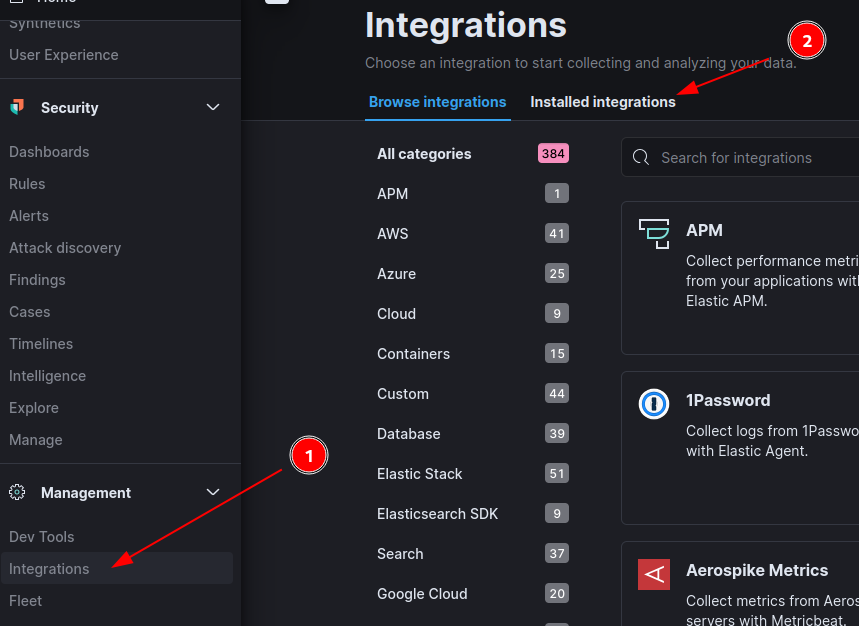 Home
Synthetics
User Experience
Security
Dashboards
Rules
Alerts
Attack discovery
Findings
Cases
Timelines
Intelligence
Explore
Manage
Management
Dev Tools
Integrations
Fleet
1
Integrations
2
Choose an integration to start collecting and analyzing your data.
Browse integrations
Installed integrations
All categories 384
APM 1
AWS 41
Azure 25
Cloud 9
Containers 15
Custom 44
Database 39
Elastic Stack 51
Elasticsearch SDK 9
Search 37
Google Cloud 20
Search for integrations
APM
Collect performance metri
from your applications with
Elastic APM.
1Password
Collect logs from 1Passwo
with Elastic Agent.
Aerospike Metrics
Collect metrics from Aeros
servers with Metricbeat.